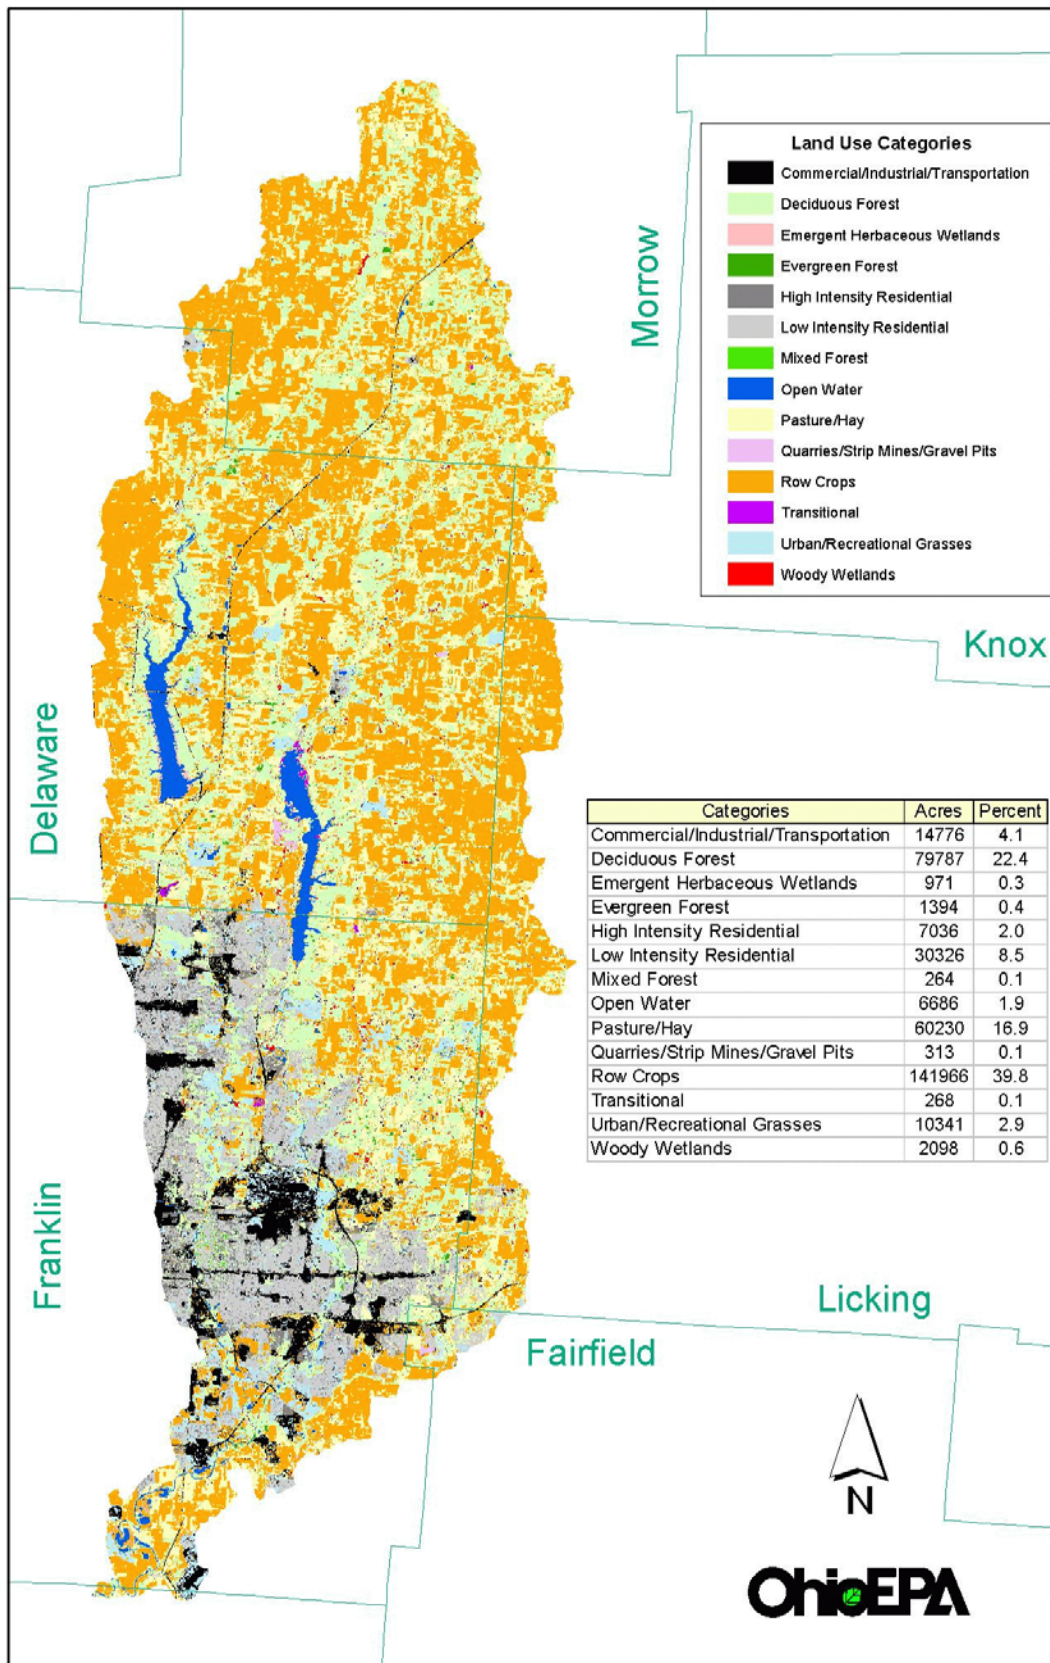 Land Use Categories
Commercial/Industrial/Transportation
Deciduous Forest
Emergent Herbaceous Wetlands
Evergreen Forest
High Intensity Residential
Low Intensity Residential
Mixed Forest
Open Water
Pasture/Hay
Quarries/Strip Mines/Gravel Pits
Row Crops
Transitional
Urban/Recreational Grasses
Woody Wetlands
Morrow
Knox
Delaware
Categories Acres Percent
Commercial/Industrial/Transportation 14776 4.1
Deciduous Forest 79787 22.4
Emergent Herbaceous Wetlands 971 0.3
Evergreen Forest 1394 0.4
High Intensity Residential 7036 2.0
Low Intensity Residential 30326 8.5
Mixed Forest 264 0.1
Open Water 6686 1.9
Pasture/Hay 60230 16.9
Quarries/Strip Mines/Gravel Pits 313 0.1
Row Crops 141966 39.8
Transitional 268 0.1
Urban/Recreational Grasses 10341 2.9
Woody Wetlands 2098 0.6
Franklin
Licking
Fairfield
N
OhioEPA